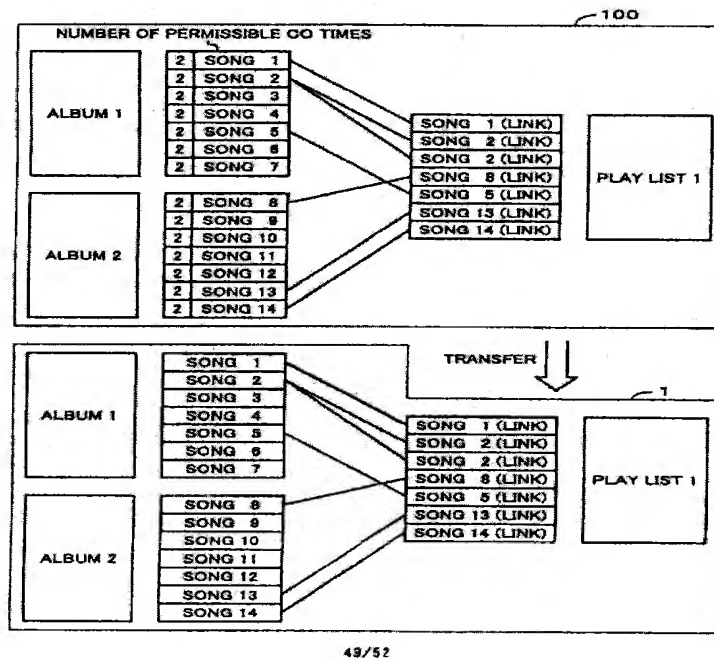 100
NUMBER OF PERMISSIBLE CO TIMES
ALBUM 1
2 SONG 1
2 SONG 2
2 SONG 3
2 SONG 4
2 SONG 5
2 SONG 6
2 SONG 7
ALBUM 2
2 SONG 8
2 SONG 9
2 SONG 10
2 SONG 11
2 SONG 12
2 SONG 13
2 SONG 14
SONG 1 (LINK)
SONG 2 (LINK)
SONG 2 (LINK)
SONG 8 (LINK)
SONG 5 (LINK)
SONG 13 (LINK)
SONG 14 (LINK)
PLAY LIST 1
TRANSFER
1
ALBUM 1
SONG 1
SONG 2
SONG 3
SONG 4
SONG 5
SONG 6
SONG 7
ALBUM 2
SONG 8
SONG 9
SONG 10
SONG 11
SONG 12
SONG 13
SONG 14
SONG 1 (LINK)
SONG 2 (LINK)
SONG 2 (LINK)
SONG 8 (LINK)
SONG 5 (LINK)
SONG 13 (LINK)
SONG 14 (LINK)
PLAY LIST 1
49/52